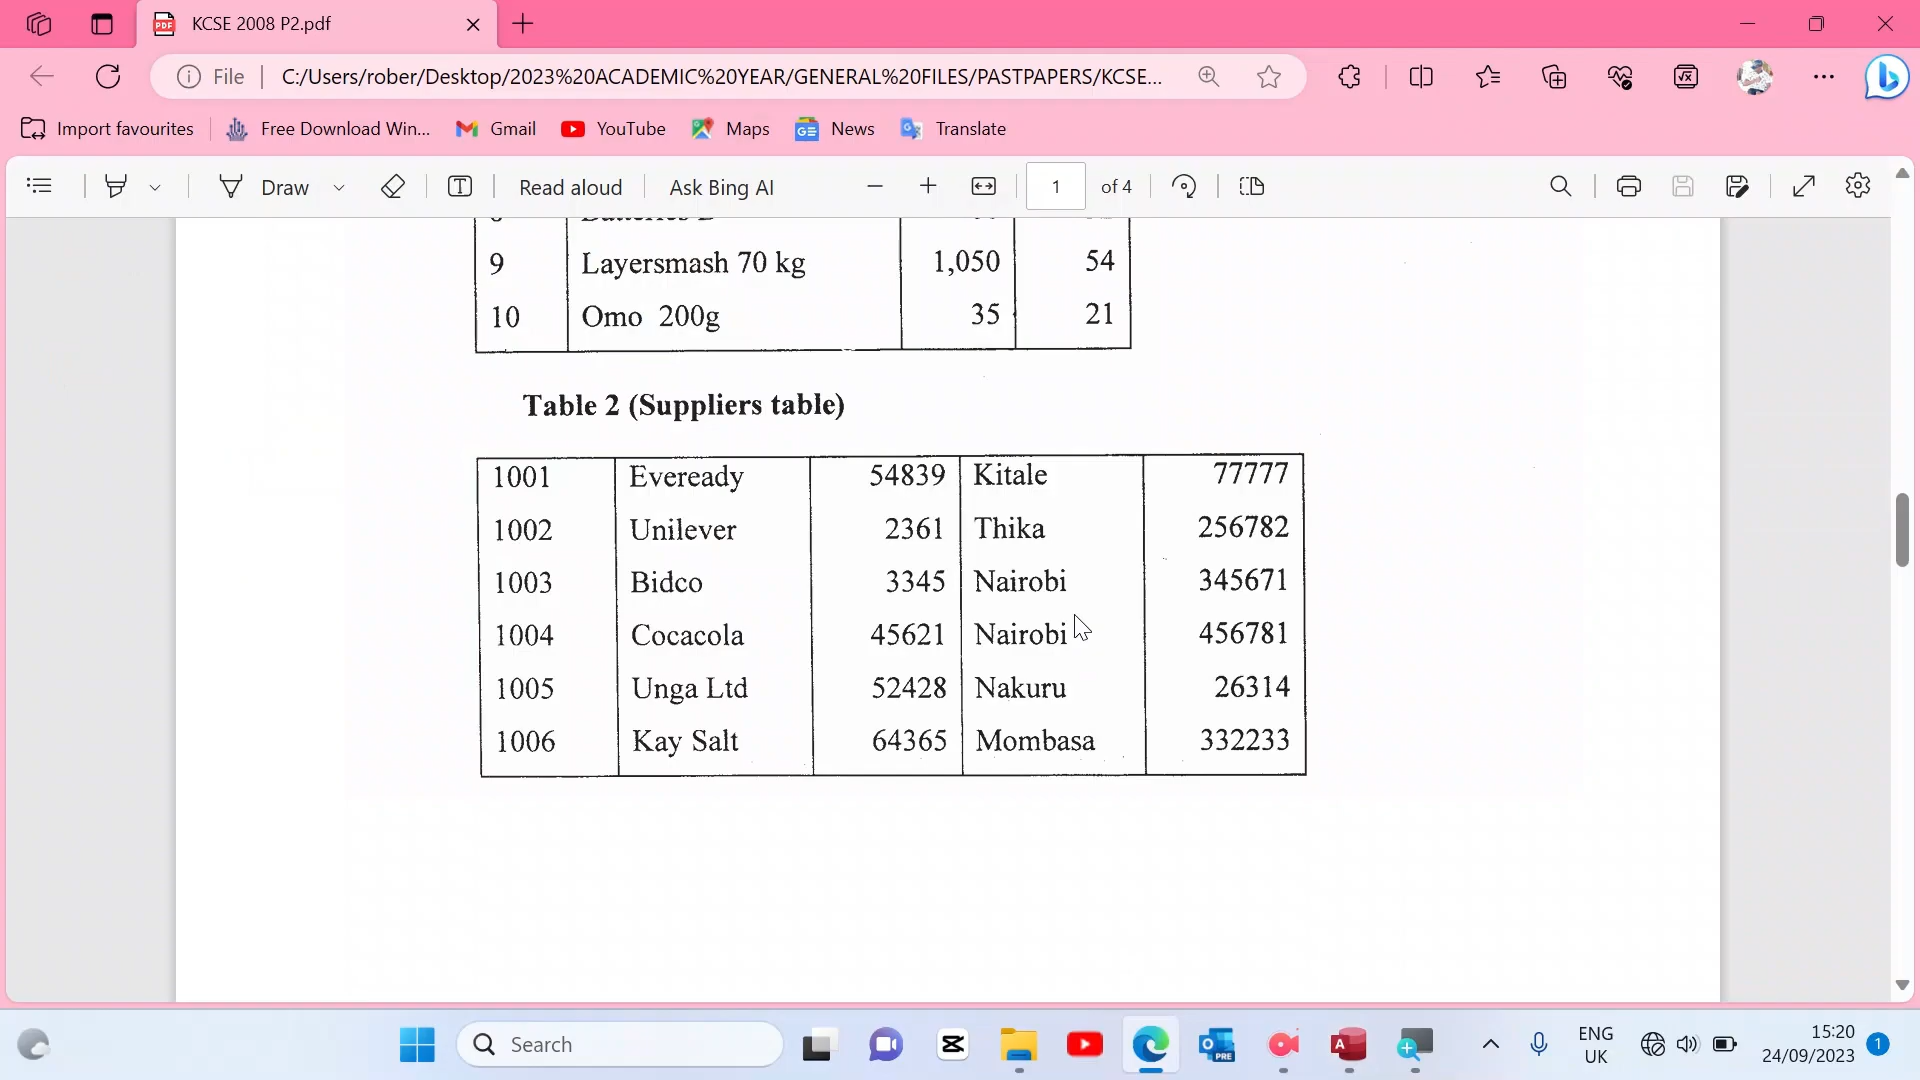 KCSE 2008 P2.pdf
File C:/Users/rober/Desktop/2023%20ACADEMIC%20YEAR/GENERAL%20FILES/PASTPAPERS/KCSE...
Import favourites Free Download Win... Gmail YouTube Maps News Translate
Draw Read aloud Ask Bing AI 1 of 4
9 Layersmash 70 kg 1,050 54
10 Omo 200g 35 21
Table 2 (Suppliers table)
1001 Eveready 54839 Kitale 77777
1002 Unilever 2361 Thika 256782
1003 Bidco 3345 Nairobi 345671
1004 Cocacola 45621 Nairobi 456781
1005 Unga Ltd 52428 Nakuru 26314
1006 Kay Salt 64365 Mombasa 332233
Search ENG 15:20
UK 24/09/2023 1